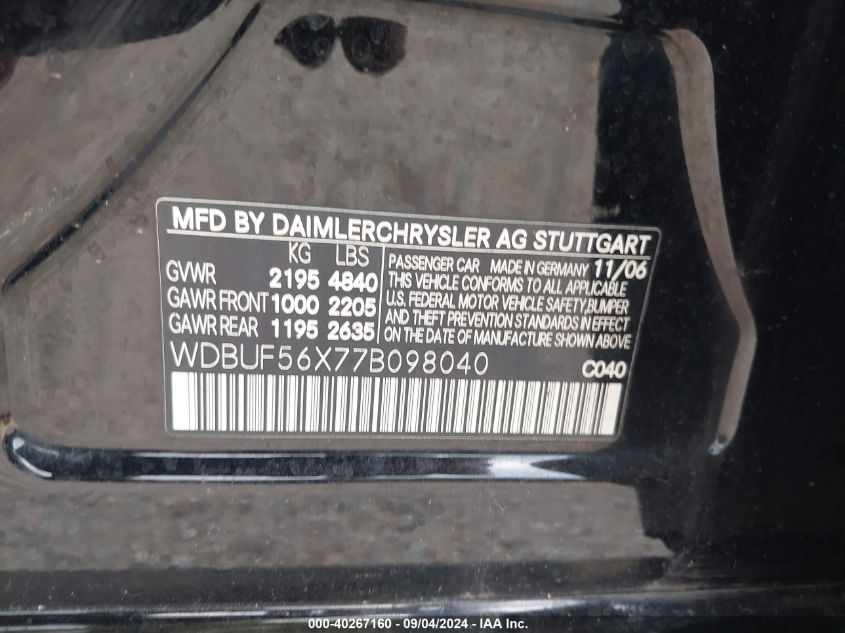 MFD BY DAIMLERCHRYSLER AG STUTTGART
KG LBS
GVWR 2195 4840
GAWR FRONT 1000 2205
GAWR REAR 1195 2635
PASSENGER CAR MADE IN GERMANY 11/06
THIS VEHICLE CONFORMS TO ALL APPLICABLE
U.S. FEDERAL MOTOR VEHICLE SAFETY, BUMPER
AND THEFT PREVENTION STANDARDS IN EFFECT
ON THE DATE OF MANUFACTURE SHOWN ABOVE
WDBUF56X77B098040
C040
000-40267160 - 09/04/2024 - IAA Inc.